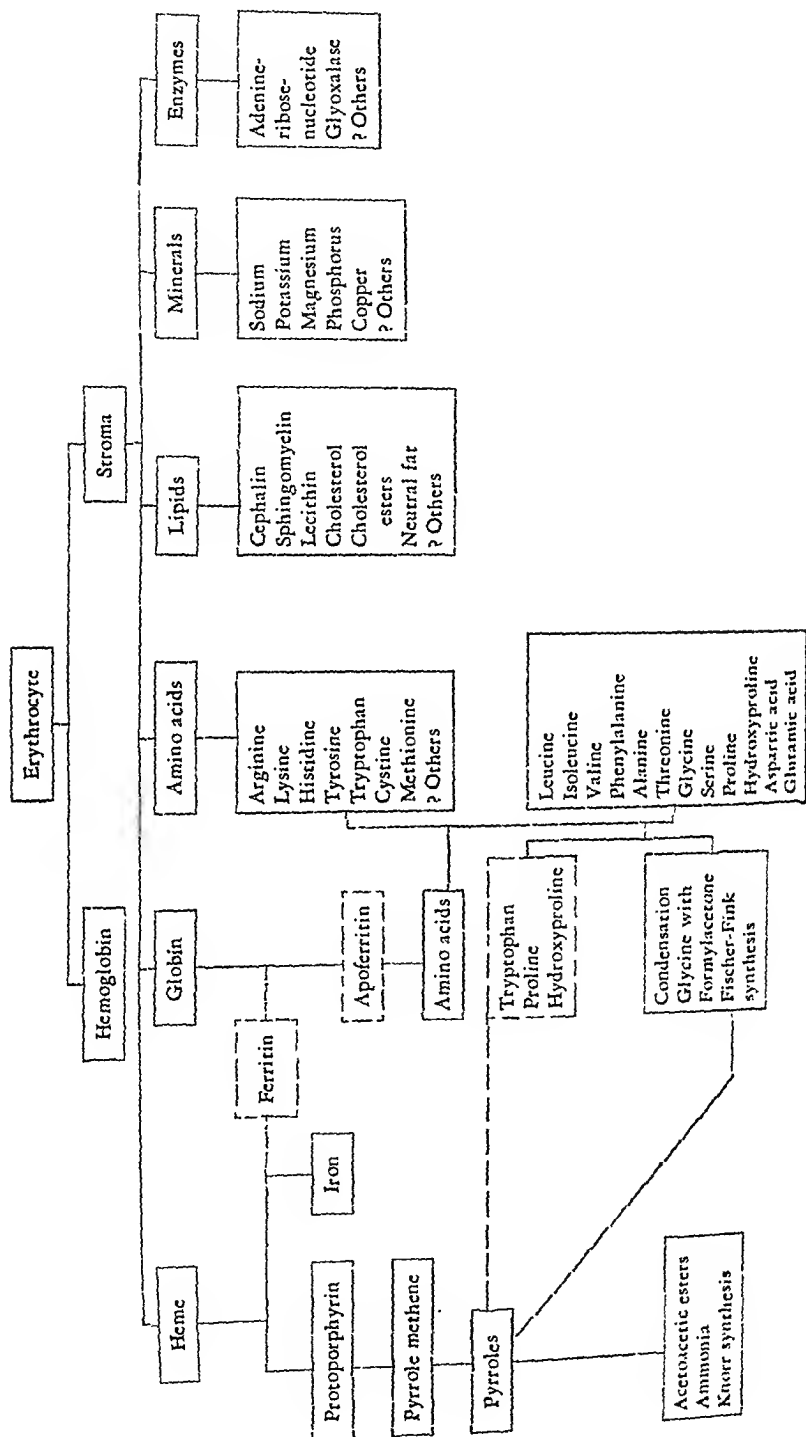 Erythrocyte
Hemoglobin
Stroma
Heme
Globin
Amino acids
Lipids
Minerals
Enzymes
Ferritin
Iron
Protoporphyrin
Pyrrole methene
Pyrroles
Acetoacetic esters
Ammonia
Knorr synthesis
Apoferritin
Amino acids
Tryptophan
Proline
Hydroxyproline
Condensation
Glycine with
Formylacetone
Fischer-Fink
synthesis
Arginine
Lysine
Histidine
Tyrosine
Tryptophan
Cystine
Methionine
? Others
Leucine
Isoleucine
Valine
Phenylalanine
Alanine
Threonine
Glycine
Serine
Proline
Hydroxyproline
Aspartic acid
Glutamic acid
Cephalin
Sphingomyelin
Lecithin
Cholesterol
Cholesterol
esters
Neutral fat
? Others
Sodium
Potassium
Magnesium
Phosphorus
Copper
? Others
Adenine-
ribose-
nucleotide
Glyoxalase
? Others